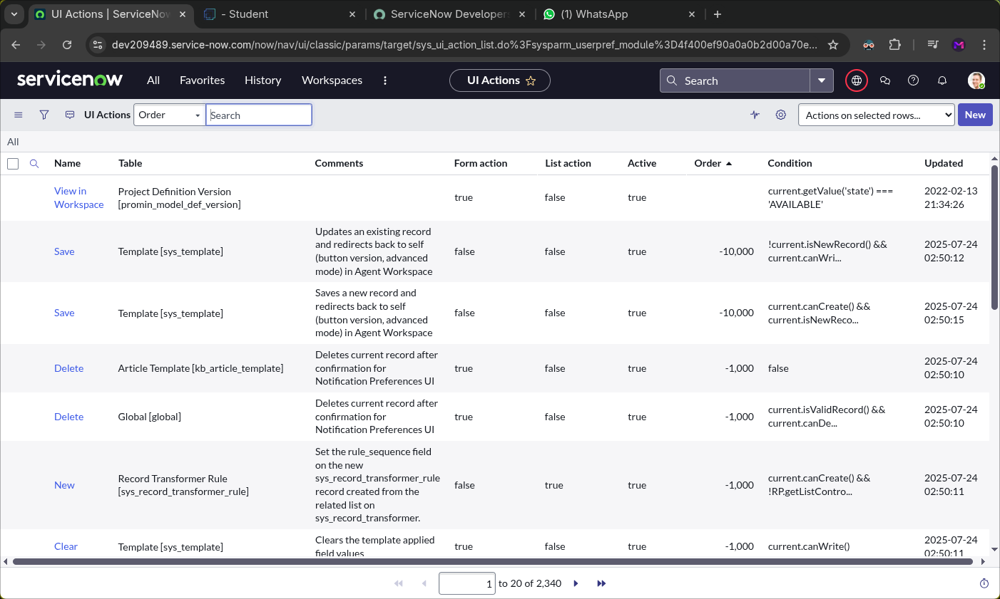 UI Actions | ServiceNow
- Student
ServiceNow Developers
(1) WhatsApp
dev209489.service-now.com/now/nav/ui/classic/params/target/sys_ui_action_list.do%3Fsysparm_userpref_module%3D4f400ef90a0a0b2d00a70e...
servicenow
All
Favorites
History
Workspaces
UI Actions
Search
UI Actions
Order
Search
Actions on selected rows...
New
All
Name Table Comments Form action List action Active Order Condition Updated
View in
Workspace
Project Definition Version
[promin_model_def_version]
true
false
true
current.getValue('state') ===
'AVAILABLE'
2022-02-13
21:34:26
Save
Template [sys_template]
Updates an existing record
and redirects back to self
(button version, advanced
mode) in Agent Workspace
false
false
true
-10,000
!current.isNewRecord() &&
current.canWri...
2025-07-24
02:50:12
Save
Template [sys_template]
Saves a new record and
redirects back to self
(button version, advanced
mode) in Agent Workspace
false
false
true
-10,000
current.canCreate() &&
current.isNewReco...
2025-07-24
02:50:15
Delete
Article Template [kb_article_template]
Deletes current record after
confirmation for
Notification Preferences UI
true
false
true
-1,000
false
2025-07-24
02:50:10
Delete
Global [global]
Deletes current record after
confirmation for
Notification Preferences UI
true
false
true
-1,000
current.isValidRecord() &&
current.canDe...
2025-07-24
02:50:10
New
Record Transformer Rule
[sys_record_transformer_rule]
Set the rule_sequence field
on the new
sys_record_transformer_rule
record created from the
related list on
sys_record_transformer.
false
true
true
-1,000
current.canCreate() &&
!RP.getListContro...
2025-07-24
02:50:11
Clear
Template [sys_template]
Clears the template applied
field values
true
false
true
-1,000
current.canWrite()
2025-07-24
02:50:11
1 to 20 of 2,340